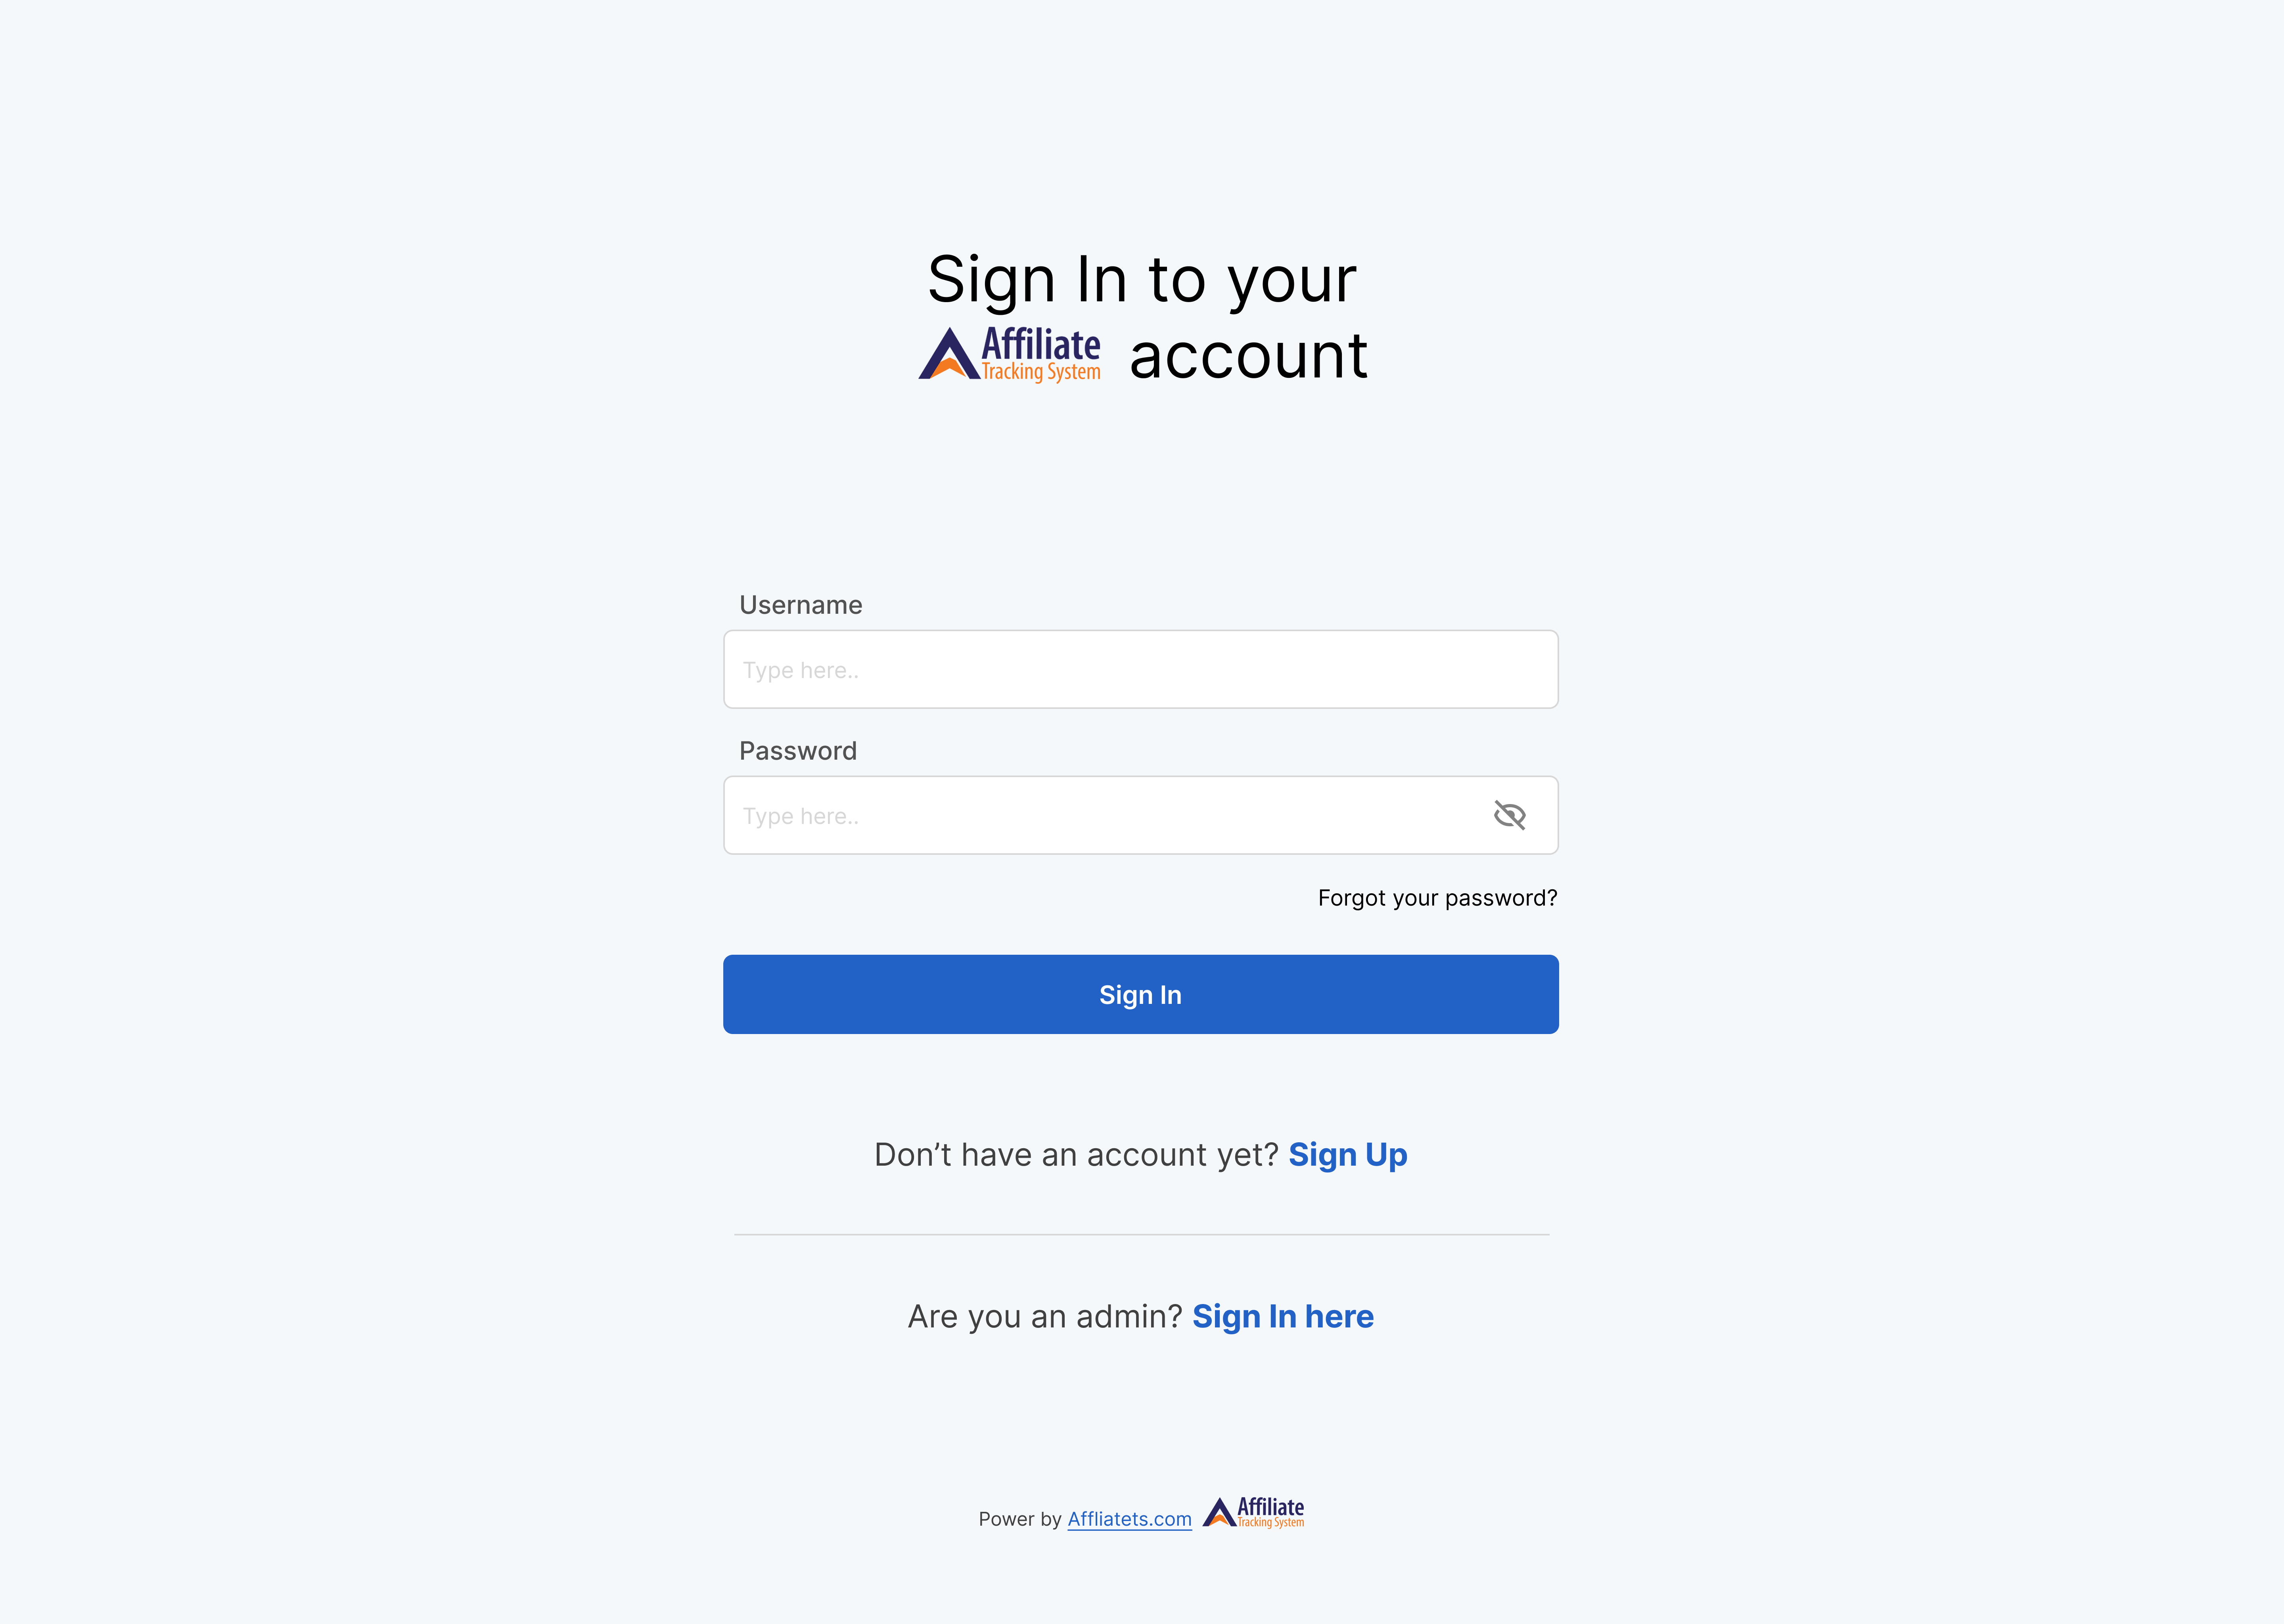 Sign In to your
Affiliate
Tracking System
account
Username
Type here..
Password
Type here..
Forgot your password?
Sign In
Don’t have an account yet? Sign Up
Are you an admin? Sign In here
Power by Affliatets.com
Affiliate
Tracking System